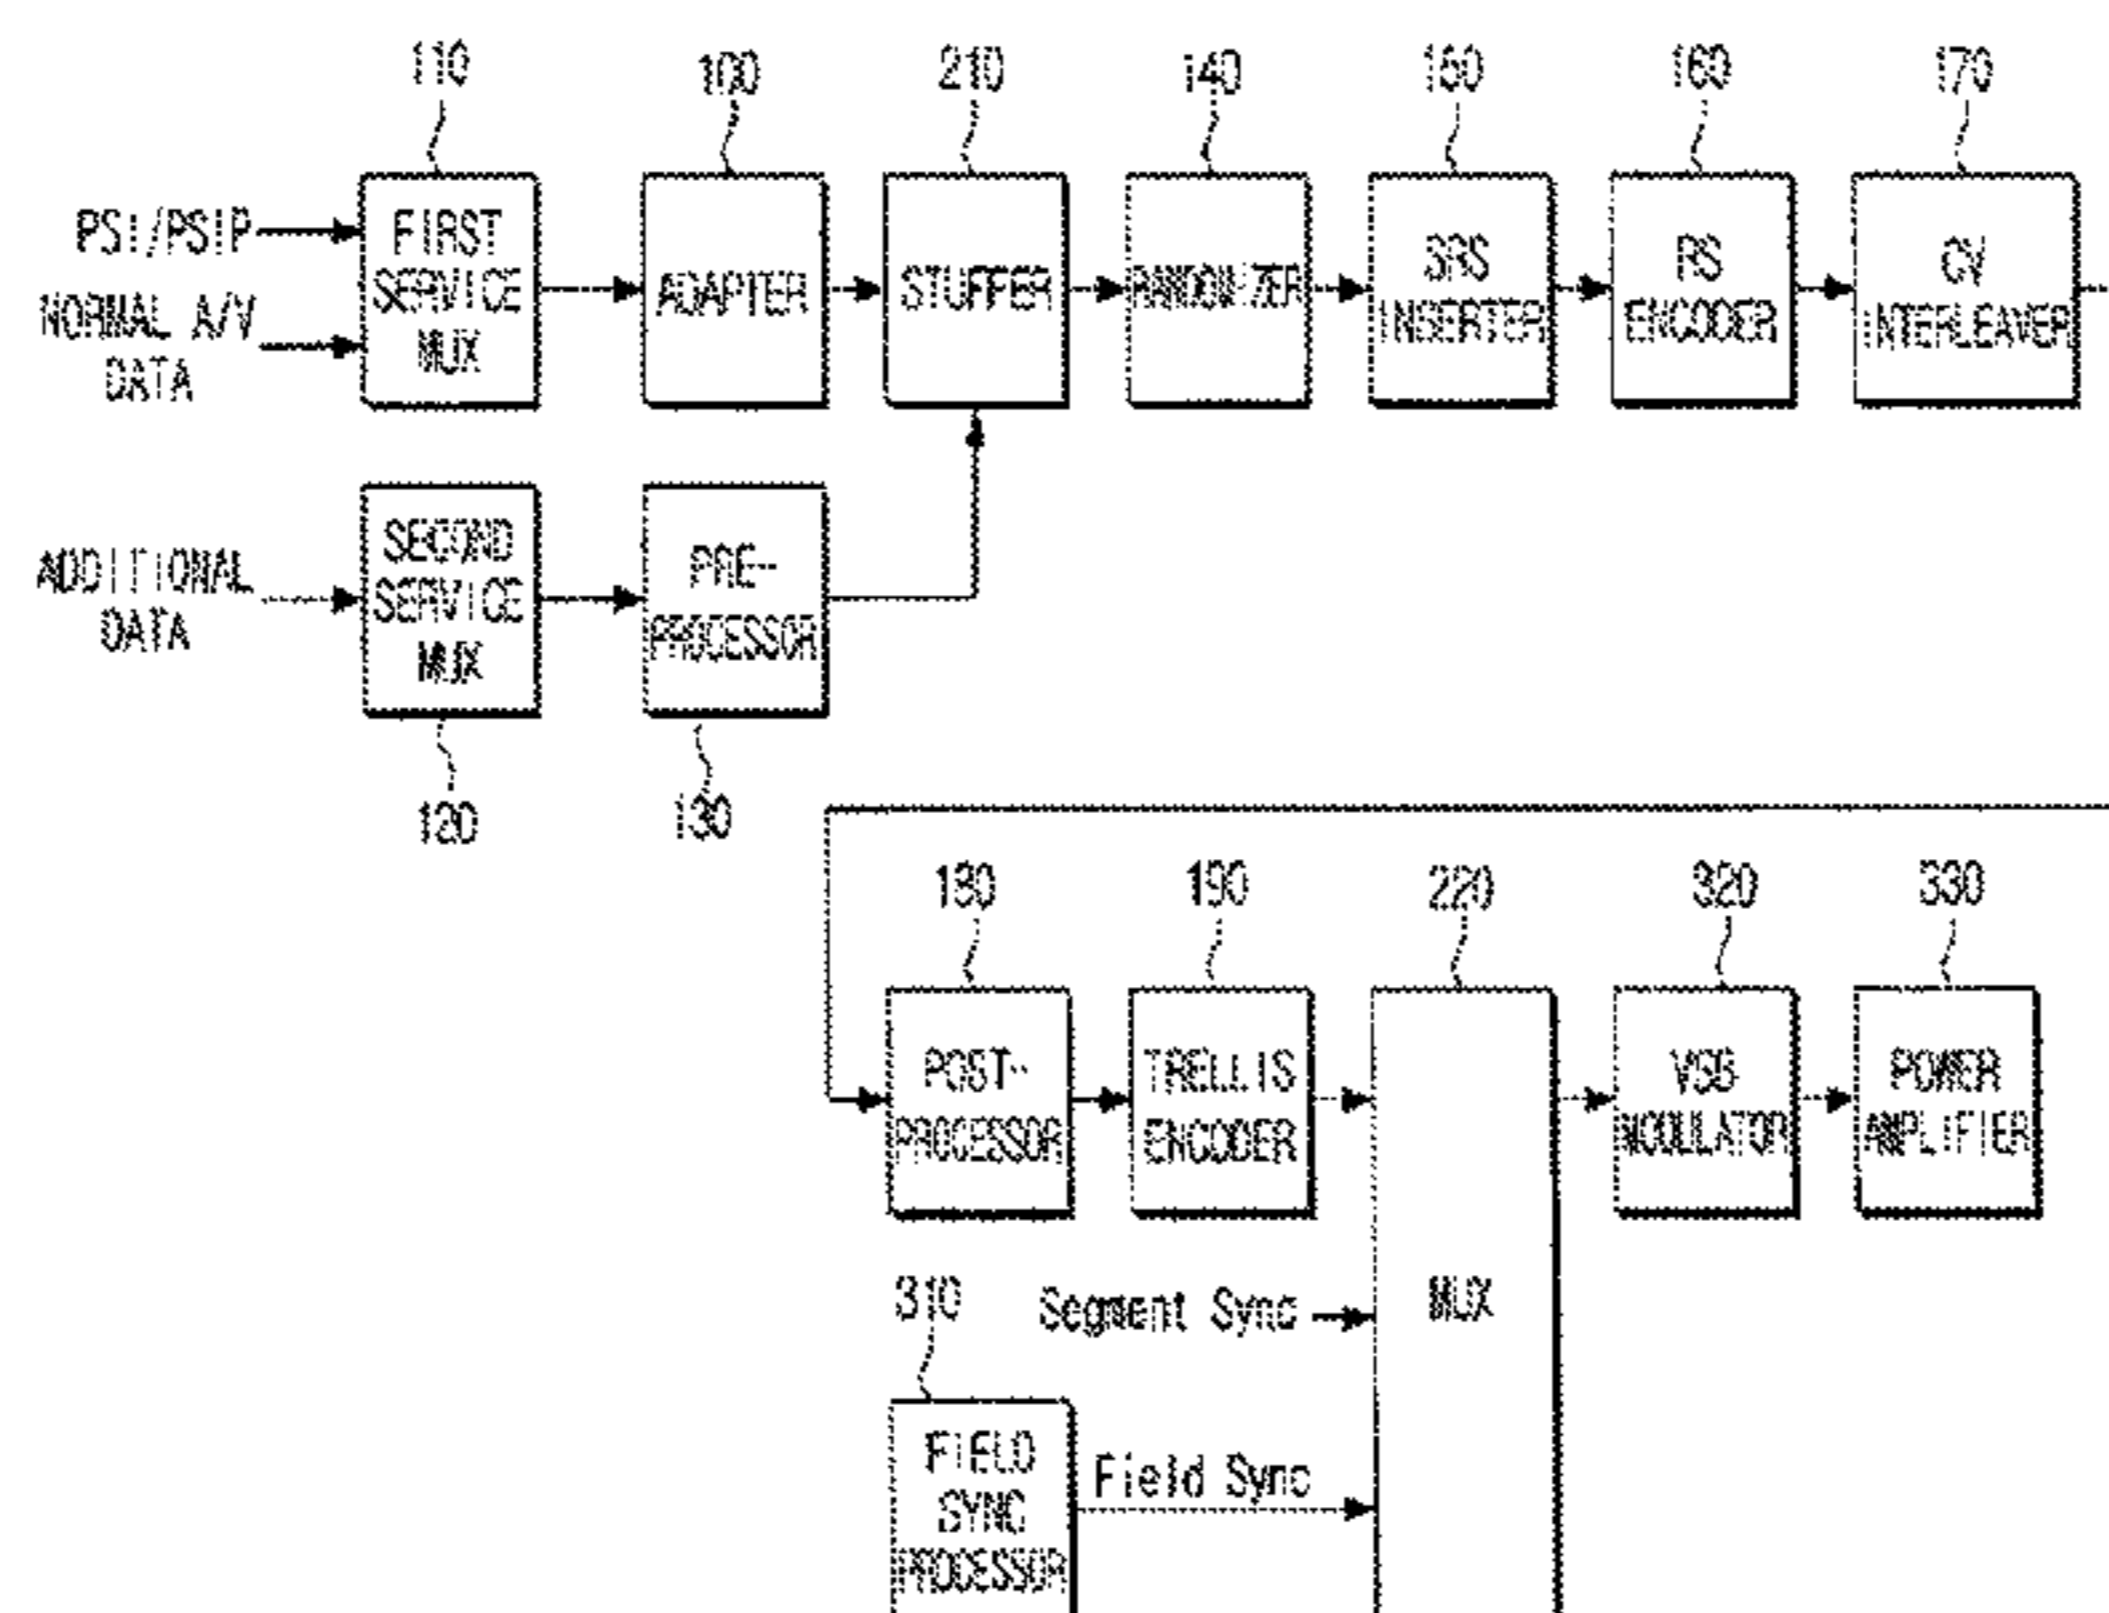 110
100
210
140
150
160
170
PSI/PSIP
NORMAL A/V
DATA
FIRST
SERVICE
MUX
ADAPTER
STUFFER
RANDOMIZER
SRS
INSERTER
RS
ENCODER
CV
INTERLEAVER
ADDITIONAL
DATA
SECOND
SERVICE
MUX
PRE-
PROCESSOR
120
130
180
190
220
320
330
POST-
PROCESSOR
TRELLIS
ENCODER
MUX
VSB
MODULATOR
POWER
AMPLIFIER
Segment Sync
310
FIELD
SYNC
PROCESSOR
Field Sync